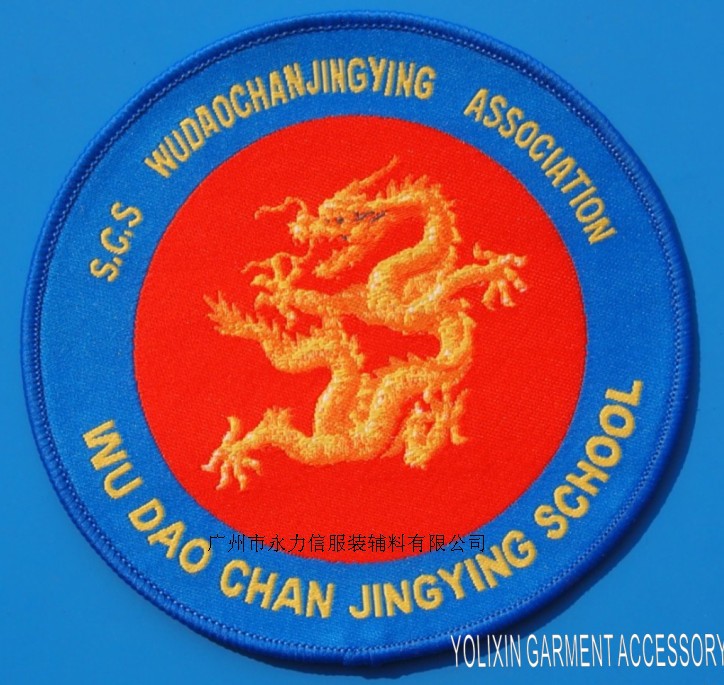 S.C.S WUDAOCHANJINGYING ASSOCIATION
WU DAO CHAN JINGYING SCHOOL
广州市永力信服装辅料有限公司
YOLIXIN GARMENT ACCESSORY